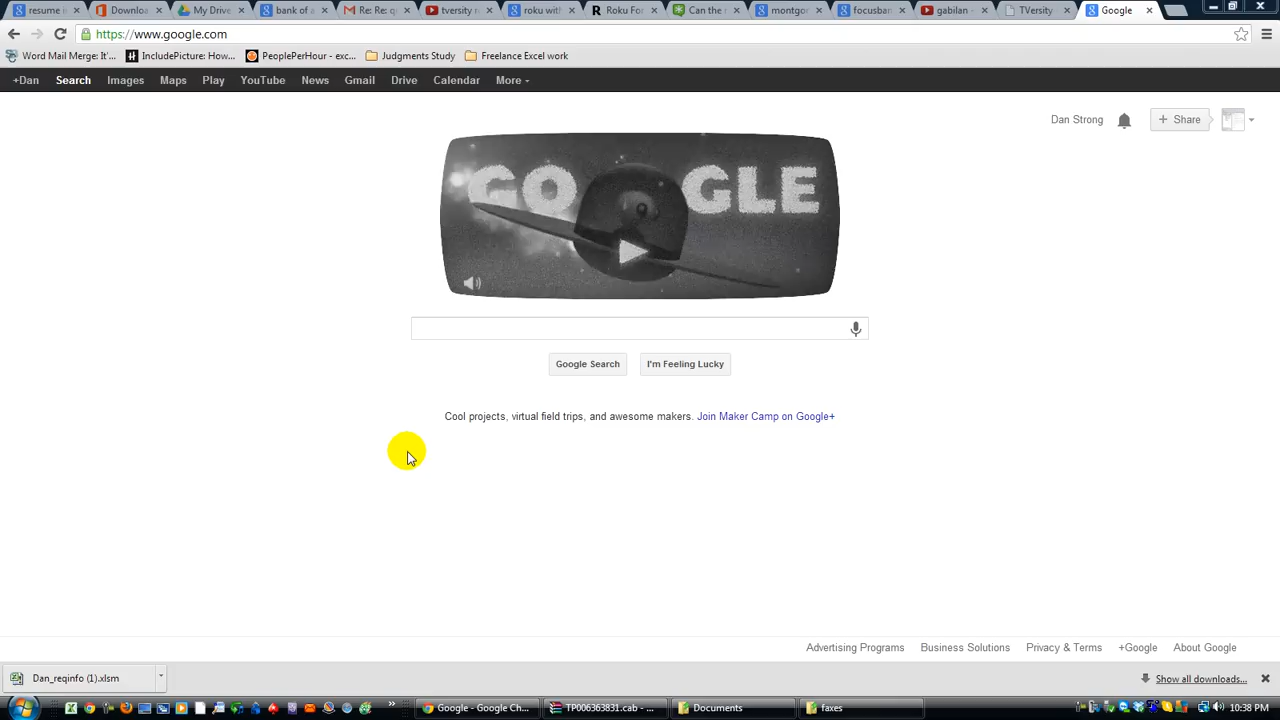 resume i
Downloa
My Drive
bank of a
Re: Re: q
tversity r
roku with
Roku For
Can the r
montgor
focusban
gabilan -
TVersity
Google
https://www.google.com
Word Mail Merge: It'...
IncludePicture: How...
PeoplePerHour - exc...
Judgments Study
Freelance Excel work
+Dan Search Images Maps Play YouTube News Gmail Drive Calendar More
Dan Strong
+ Share
GOOGLE
Google Search
I'm Feeling Lucky
Cool projects, virtual field trips, and awesome makers. Join Maker Camp on Google+
Advertising Programs Business Solutions Privacy & Terms +Google About Google
Dan_reqinfo (1).xlsm
Show all downloads...
Google - Google Ch...
TP006363831.cab - ...
Documents
faxes
10:38 PM